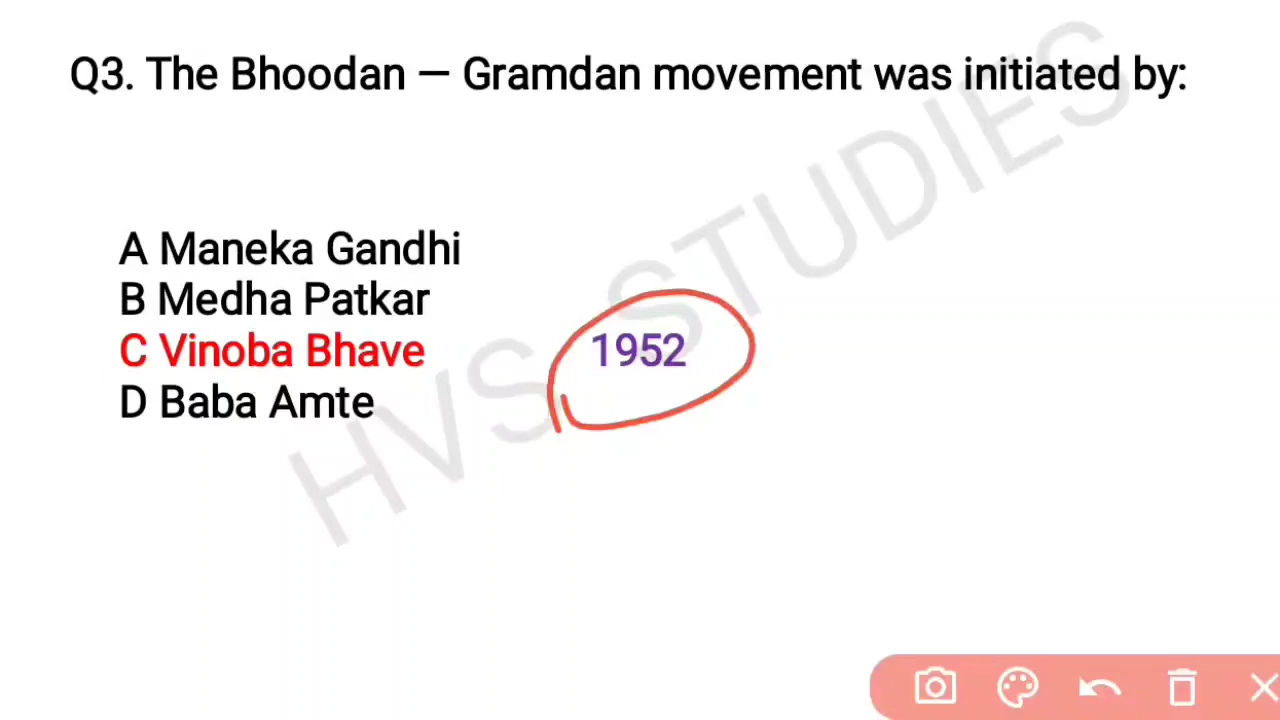 Q3. The Bhoodan — Gramdan movement was initiated by:
A Maneka Gandhi
B Medha Patkar
C Vinoba Bhave
1952
D Baba Amte
HVS STUDIES